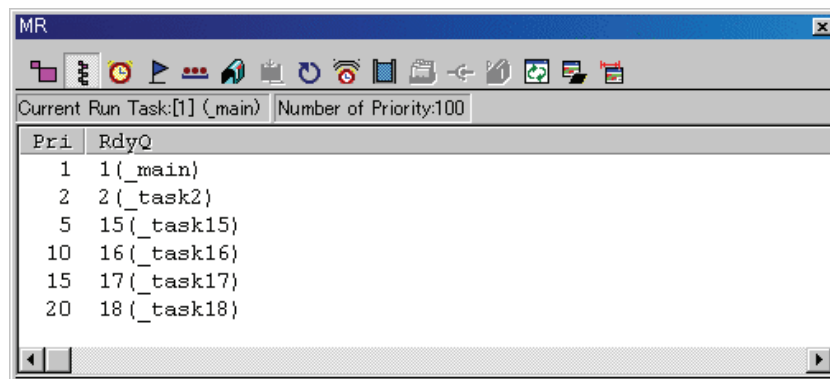 MR
Current Run Task:[1] (_main) Number of Priority:100
Pri RdyQ
1 1(_main)
2 2(_task2)
5 15(_task15)
10 16(_task16)
15 17(_task17)
20 18(_task18)